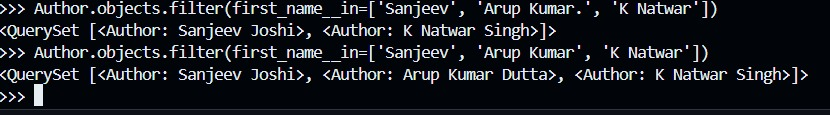 >>> Author.objects.filter(first_name__in=['Sanjeev', 'Arup Kumar.', 'K Natwar'])
<QuerySet [<Author: Sanjeev Joshi>, <Author: K Natwar Singh>]>
>>> Author.objects.filter(first_name__in=['Sanjeev', 'Arup Kumar', 'K Natwar'])
<QuerySet [<Author: Sanjeev Joshi>, <Author: Arup Kumar Dutta>, <Author: K Natwar Singh>]>
>>>